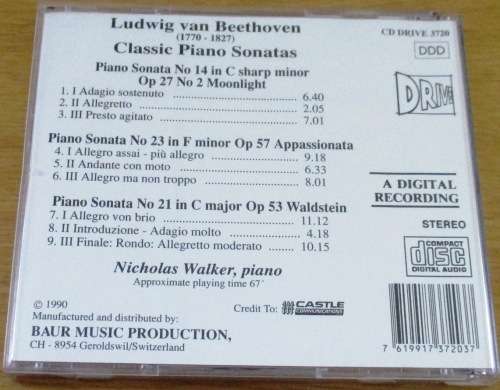 Ludwig van Beethoven
(1770 - 1827)
Classic Piano Sonatas
CD DRIVE 3720
DDD
DRIVE
Piano Sonata No 14 in C sharp minor
Op 27 No 2 Moonlight
1. I Adagio sostenuto 6.40
2. II Allegretto 2.05
3. III Presto agitato 7.01
Piano Sonata No 23 in F minor Op 57 Appassionata
4. I Allegro assai - più allegro 9.18
5. II Andante con moto 6.33
6. III Allegro ma non troppo 8.01
Piano Sonata No 21 in C major Op 53 Waldstein
7. I Allegro von brio 11.12
8. II Introduzione - Adagio molto 4.18
9. III Finale: Rondo: Allegretto moderato 10.15
A DIGITAL
RECORDING
STEREO
COMPACT
disc
DIGITAL AUDIO
Nicholas Walker, piano
Approximate playing time 67'
© 1990
Manufactured and distributed by:
BAUR MUSIC PRODUCTION,
CH - 8954 Geroldswil/Switzerland
Credit To: CASTLE
COMMUNICATIONS
7 619917 372037